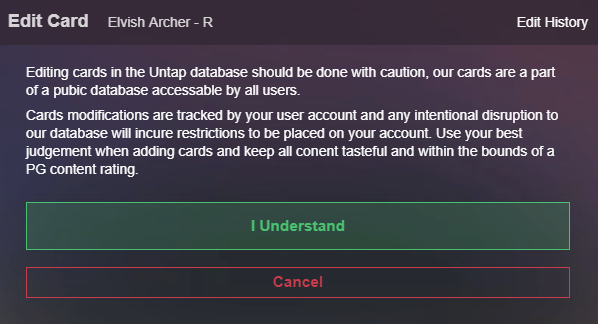 Edit Card Elvish Archer - R Edit History
Editing cards in the Untap database should be done with caution, our cards are a part
of a pubic database accessable by all users.
Cards modifications are tracked by your user account and any intentional disruption to
our database will incure restrictions to be placed on your account. Use your best
judgement when adding cards and keep all conent tasteful and within the bounds of a
PG content rating.
I Understand
Cancel